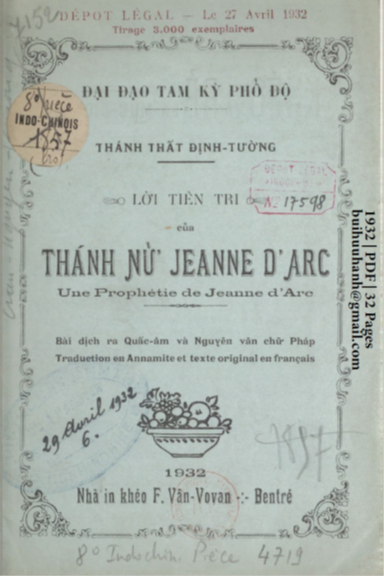 DÉPOT LÉGAL — Le 27 Avril 1932
Tirage 3.000 exemplaires
7152
ĐẠI ĐẠO TAM KỲ PHỔ ĐỘ
8° pièce
INDO-CHINOIS
1857
THÁNH THẤT ĐỊNH-TƯỜNG
DÉPOT LÉGAL
N. 17598
LỜI TIÊN TRI
của
THÁNH NỮ JEANNE D'ARC
Une Prophétie de Jeanne d'Arc
Bài dịch ra Quốc-âm và Nguyên văn chữ Pháp
Traduction en Annamite et texte original en français
29 Avril 1932
6.
1857
1932
Nhà in khéo F. Văn-Vovan -:- Bentré
8° Indochin. Pièce 4719
1932 | PDF | 32 Pages
buihuuhanh@gmail.com